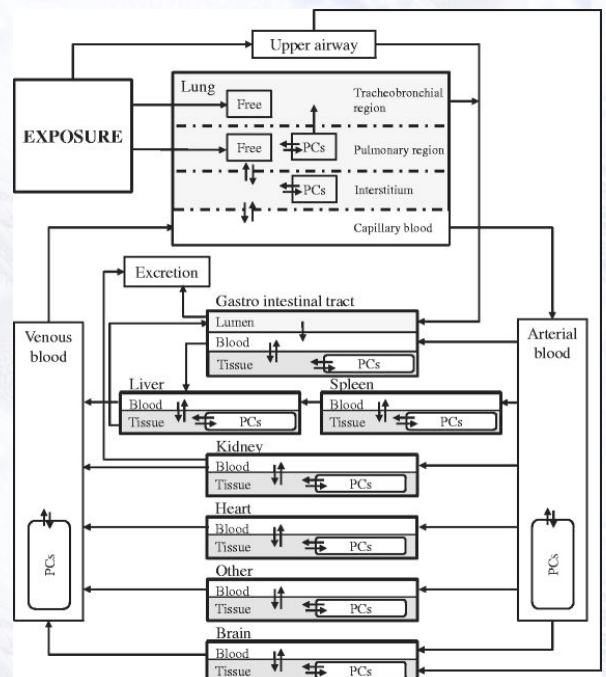 Upper airway
EXPOSURE
Lung
Tracheobronchial
region
Free
Free
PCs
Pulmonary region
PCs
Interstitium
Capillary blood
Excretion
Gastro intestinal tract
Lumen
Blood
Tissue
PCs
Venous
blood
PCs
Arterial
blood
PCs
Liver
Blood
Tissue
PCs
Spleen
Blood
Tissue
PCs
Kidney
Blood
Tissue
PCs
Heart
Blood
Tissue
PCs
Other
Blood
Tissue
PCs
Brain
Blood
Tissue
PCs